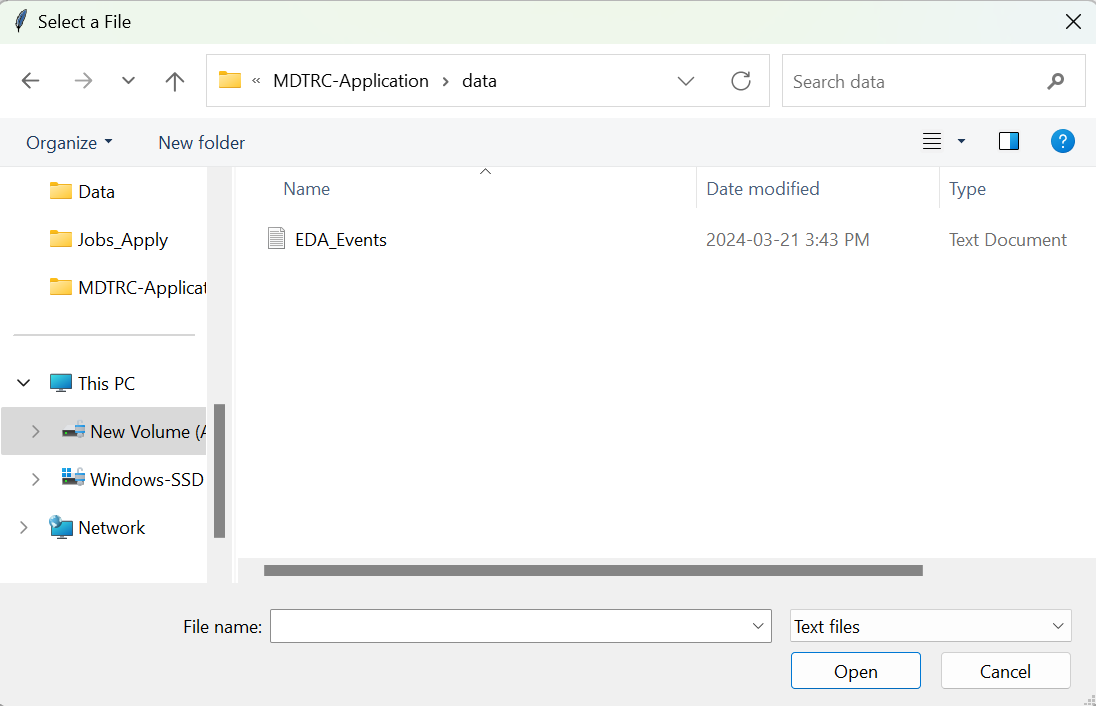 Select a File
« MDTRC-Application › data
Search data
Organize
New folder
?
Data
Jobs_Apply
MDTRC-Applicat
This PC
New Volume (A
Windows-SSD
Network
Name Date modified Type
EDA_Events 2024-03-21 3:43 PM Text Document
File name:
Text files
Open Cancel